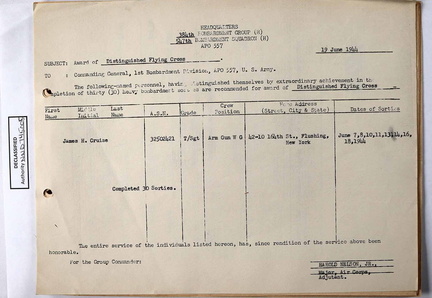 HEADQUARTERS
384th BOMBARDMENT GROUP (H)
547th BOMBARDMENT SQUADRON (H)
APO 557
19 June 1944
SUBJECT: Award of Distinguished Flying Cross
TO : Commanding General, 1st Bombardment Division, APO 557, U. S. Army.
The following-named personnel, having distinguished themselves by extraordinary achievement in the
completion of thirty (30) heavy bombardment sorties are recommended for award of Distinguished Flying Cross
First Name Middle Initial Last Name A.S.N. Grade Crew Position Home Address (Street, City & State) Dates of Sorties
James H. Cruise 32502421 T/Sgt Arm Gun W G 42-10 164th St., Flushing, New York June 7,8,10,11,13,14,16, 18,1944
Completed 30 Sorties.
The entire service of the individuals listed hereon, has, since rendition of the service above been
honorable.
For the Group Commander:
HAROLD NELSON, JR.,
Major, Air Corps,
Adjutant.
DECLASSIFIED
Authority